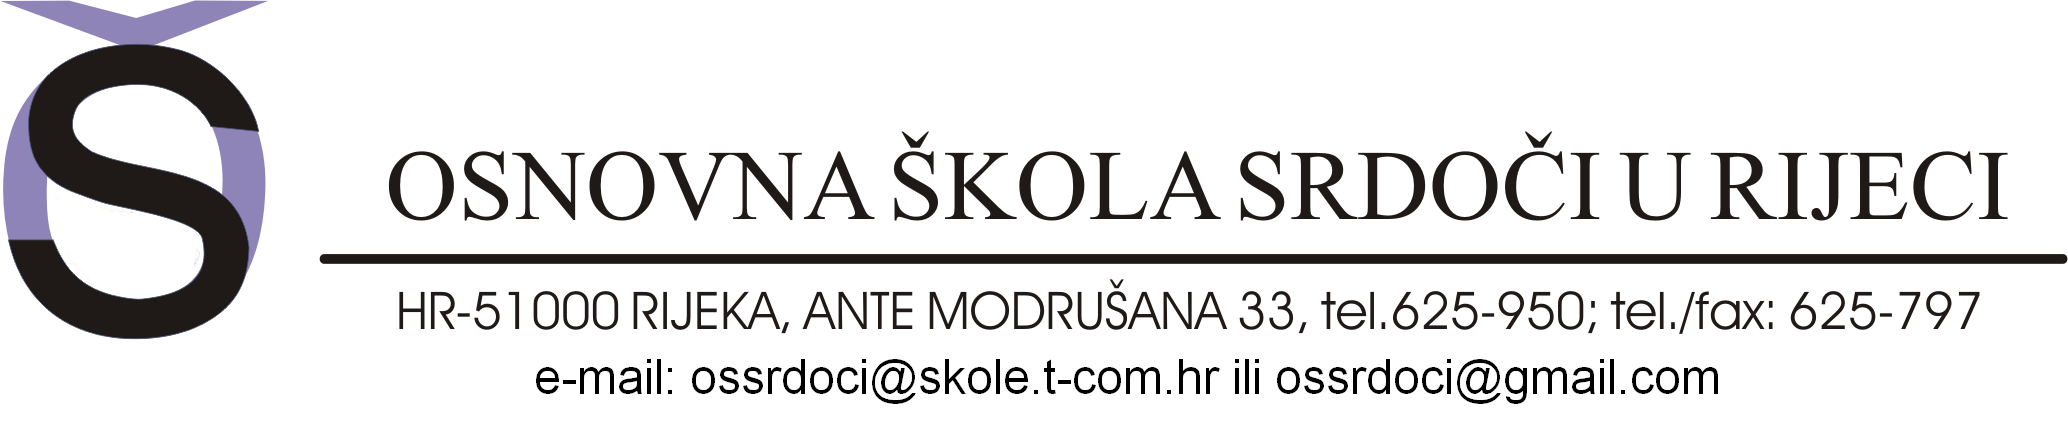 OŠ
OSNOVNA ŠKOLA SRDOČI U RIJECI
HR-51000 RIJEKA, ANTE MODRUŠANA 33, tel.625-950; tel./fax: 625-797
e-mail: ossrdoci@skole.t-com.hr ili ossrdoci@gmail.com